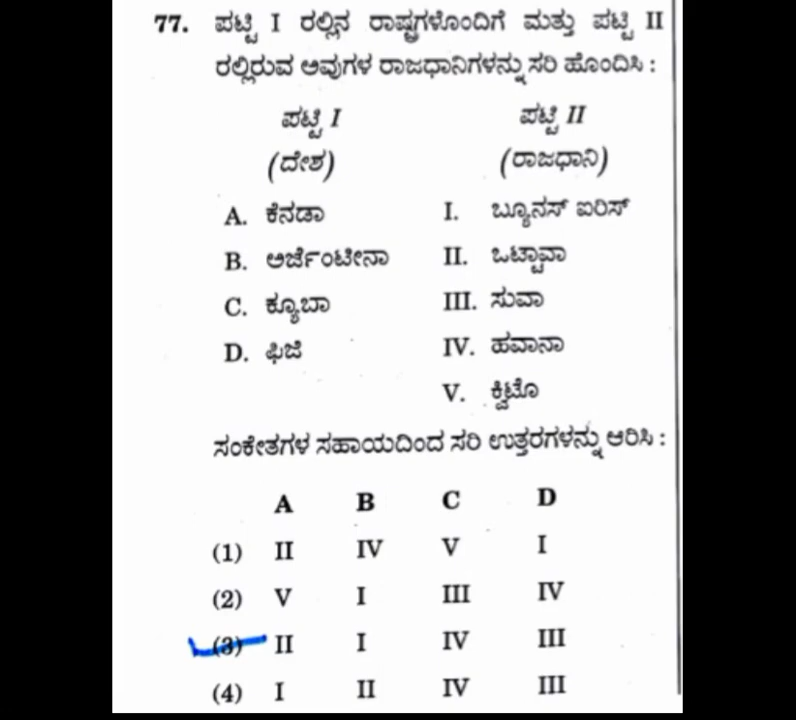 77. ಪಟ್ಟಿ I ರಲ್ಲಿನ ರಾಷ್ಟ್ರಗಳೊಂದಿಗೆ ಮತ್ತು ಪಟ್ಟಿ II
ರಲ್ಲಿರುವ ಅವುಗಳ ರಾಜಧಾನಿಗಳನ್ನು ಸರಿ ಹೊಂದಿಸಿ :
ಪಟ್ಟಿ I ಪಟ್ಟಿ II
(ದೇಶ) (ರಾಜಧಾನಿ)
A. ಕೆನಡಾ I. ಬ್ಯೂನಸ್ ಐರಿಸ್
B. ಅರ್ಜೆಂಟೀನಾ II. ಒಟ್ಟಾವಾ
C. ಕ್ಯೂಬಾ III. ಸುವಾ
D. ಫಿಜಿ IV. ಹವಾನಾ
V. ಕ್ವಿಟೊ
ಸಂಕೇತಗಳ ಸಹಾಯದಿಂದ ಸರಿ ಉತ್ತರಗಳನ್ನು ಆರಿಸಿ :
A B C D
(1) II IV V I
(2) V I III IV
(3) II I IV III
(4) I II IV III